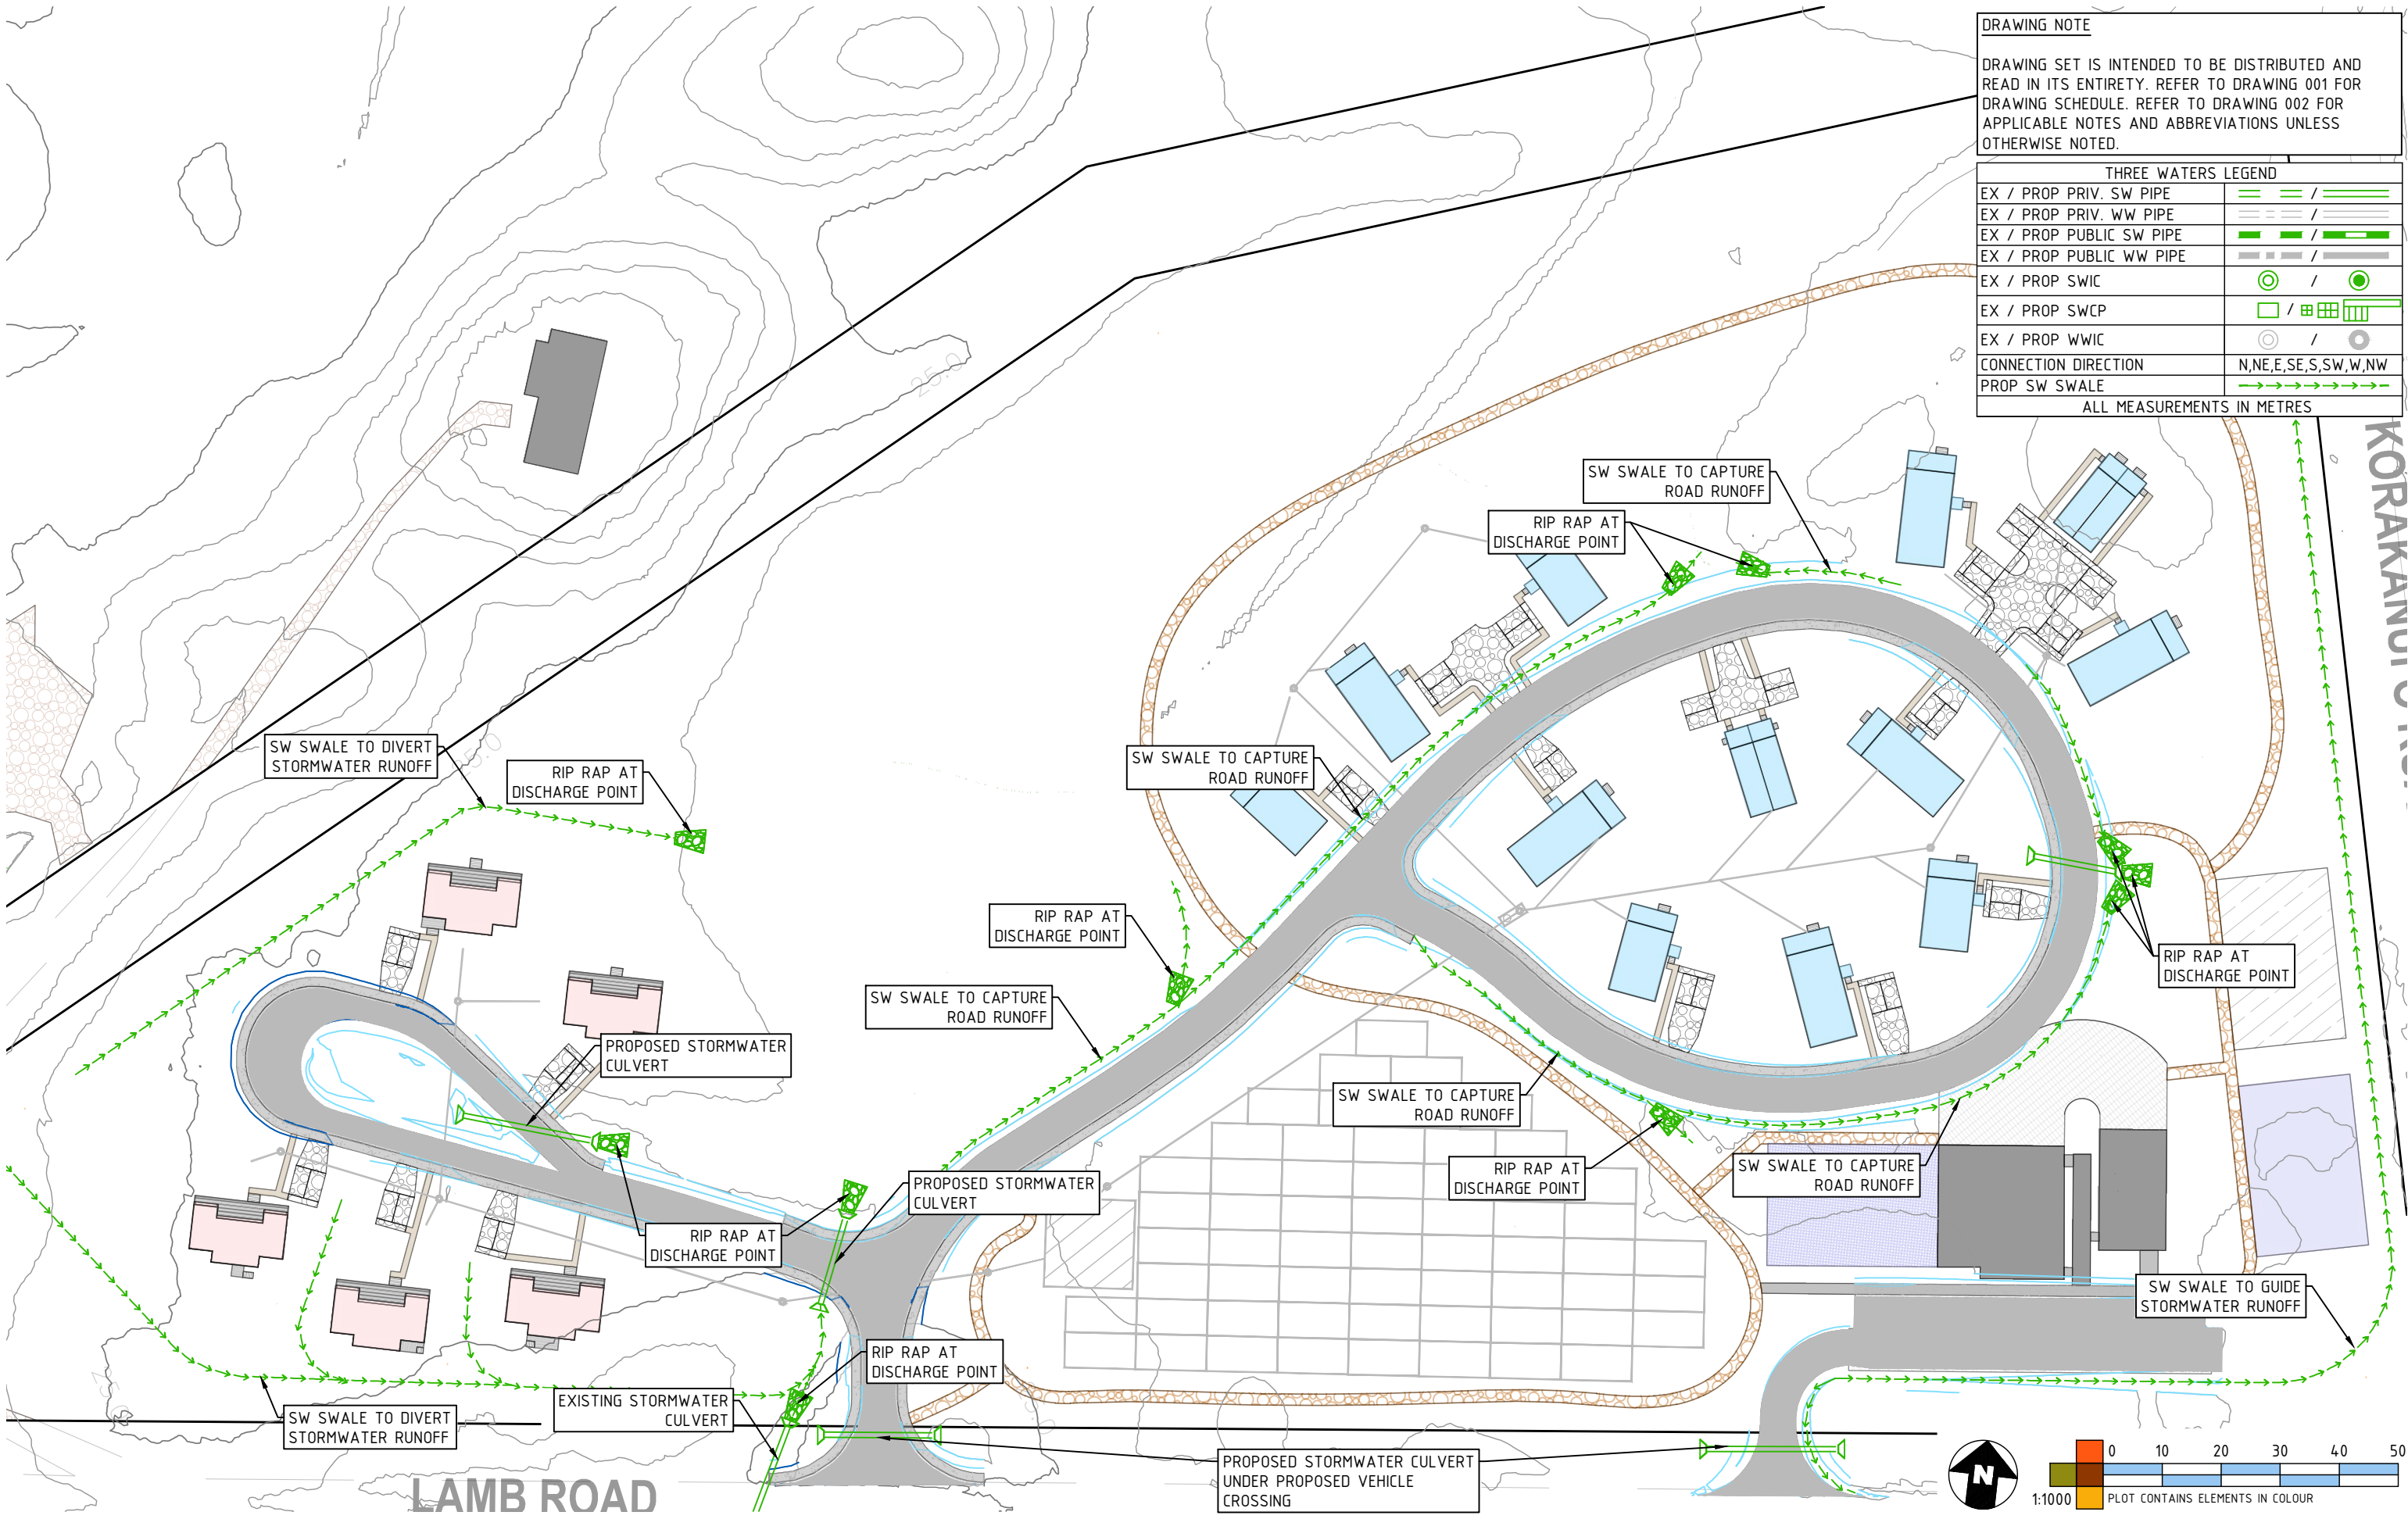 DRAWING NOTE
DRAWING SET IS INTENDED TO BE DISTRIBUTED AND
READ IN ITS ENTIRETY. REFER TO DRAWING 001 FOR
DRAWING SCHEDULE. REFER TO DRAWING 002 FOR
APPLICABLE NOTES AND ABBREVIATIONS UNLESS
OTHERWISE NOTED.
THREE WATERS LEGEND
EX / PROP PRIV. SW PIPE /
EX / PROP PRIV. WW PIPE /
EX / PROP PUBLIC SW PIPE /
EX / PROP PUBLIC WW PIPE /
EX / PROP SWIC /
EX / PROP SWCP /
EX / PROP WWIC /
CONNECTION DIRECTION N,NE,E,SE,S,SW,W,NW
PROP SW SWALE
ALL MEASUREMENTS IN METRES
25.0
SW SWALE TO CAPTURE
ROAD RUNOFF
RIP RAP AT
DISCHARGE POINT
SW SWALE TO DIVERT
STORMWATER RUNOFF
RIP RAP AT
DISCHARGE POINT
SW SWALE TO CAPTURE
ROAD RUNOFF
RIP RAP AT
DISCHARGE POINT
RIP RAP AT
DISCHARGE POINT
SW SWALE TO CAPTURE
ROAD RUNOFF
PROPOSED STORMWATER
CULVERT
SW SWALE TO CAPTURE
ROAD RUNOFF
RIP RAP AT
DISCHARGE POINT
SW SWALE TO CAPTURE
ROAD RUNOFF
PROPOSED STORMWATER
CULVERT
RIP RAP AT
DISCHARGE POINT
SW SWALE TO GUIDE
STORMWATER RUNOFF
RIP RAP AT
DISCHARGE POINT
EXISTING STORMWATER
CULVERT
SW SWALE TO DIVERT
STORMWATER RUNOFF
PROPOSED STORMWATER CULVERT
UNDER PROPOSED VEHICLE
CROSSING
LAMB ROAD
N
0 10 20 30 40 50
1:1000 PLOT CONTAINS ELEMENTS IN COLOUR